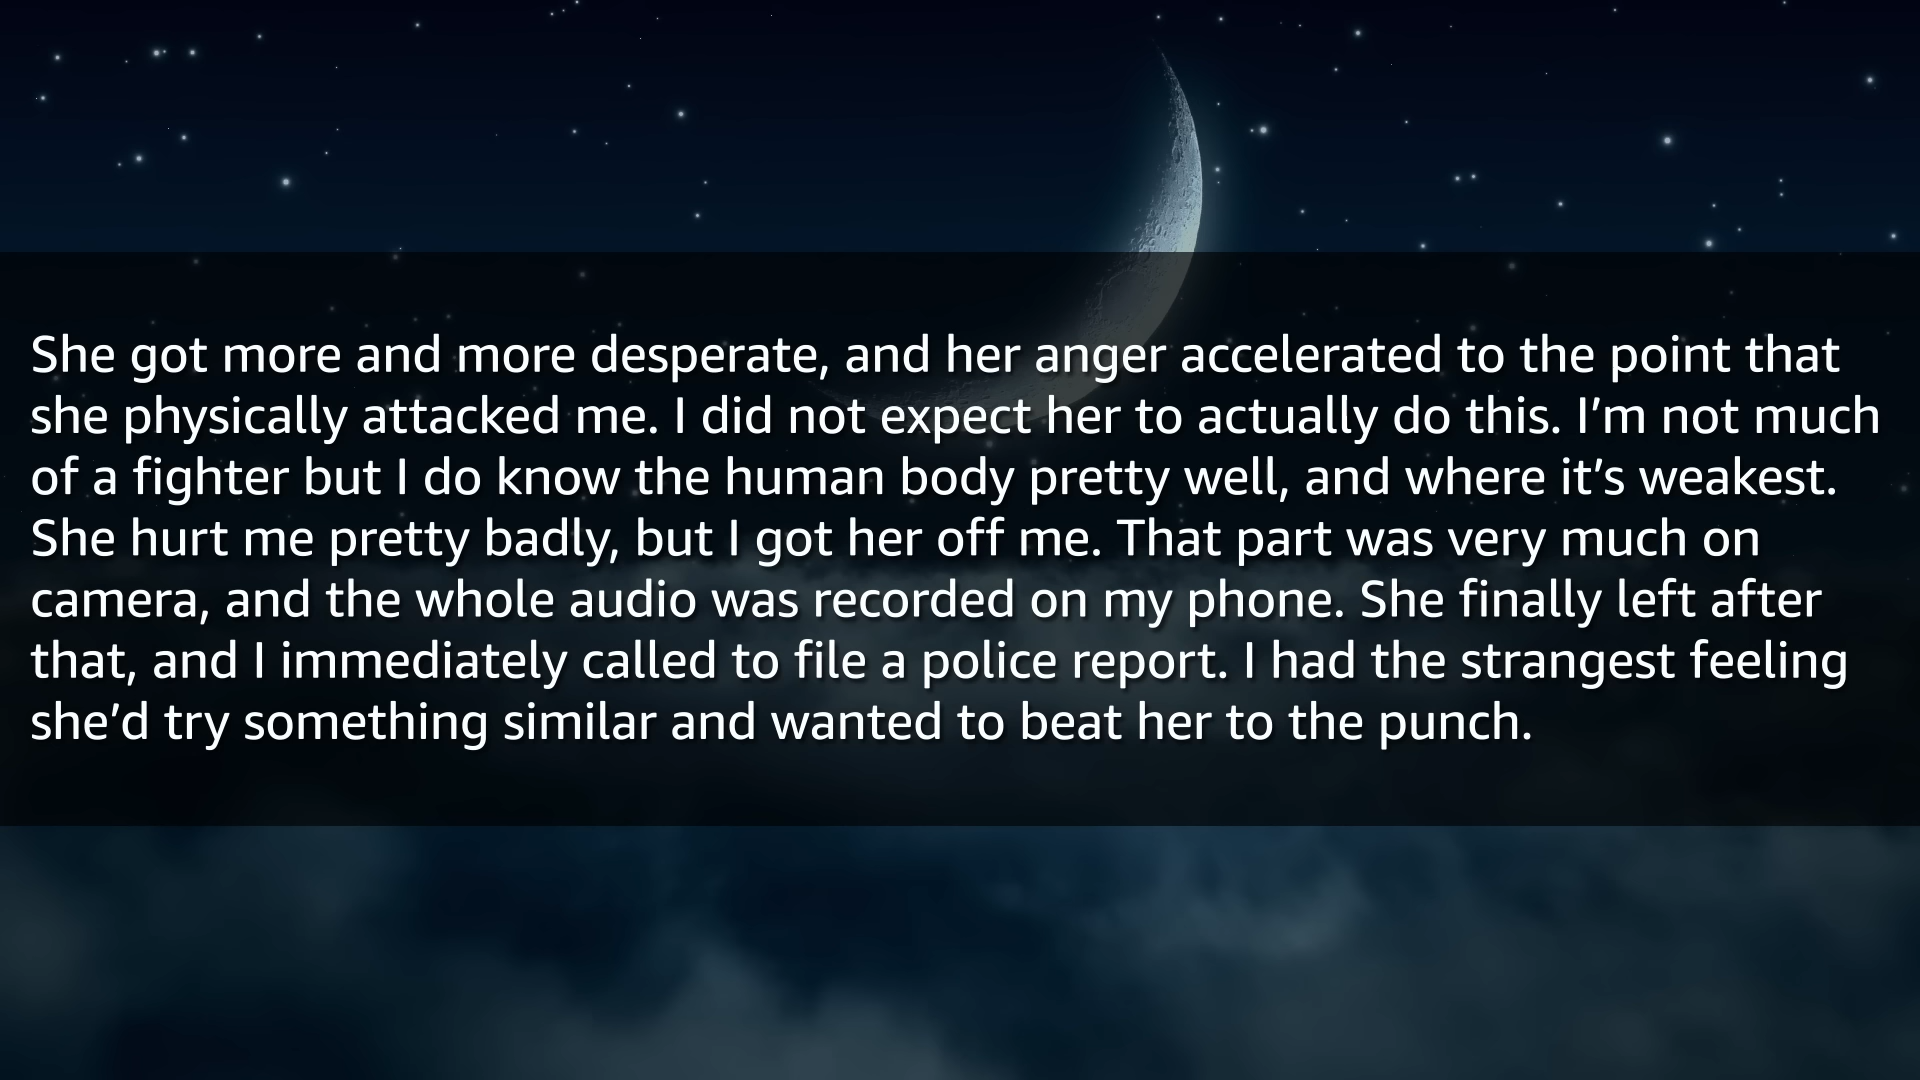 She got more and more desperate, and her anger accelerated to the point that
she physically attacked me. I did not expect her to actually do this. I’m not much
of a fighter but I do know the human body pretty well, and where it’s weakest.
She hurt me pretty badly, but I got her off me. That part was very much on
camera, and the whole audio was recorded on my phone. She finally left after
that, and I immediately called to file a police report. I had the strangest feeling
she’d try something similar and wanted to beat her to the punch.